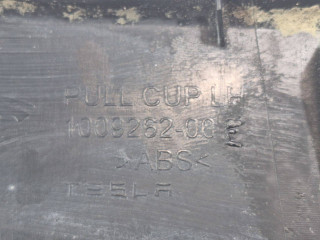 PULL CUP LH
1009262-00 E
>ABS<
TESLA